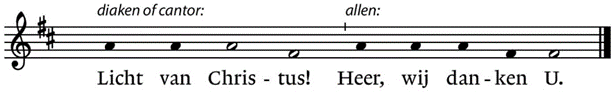 diaken of cantor: allen:
Licht van Chris - tus! Heer, wij dan - ken U.